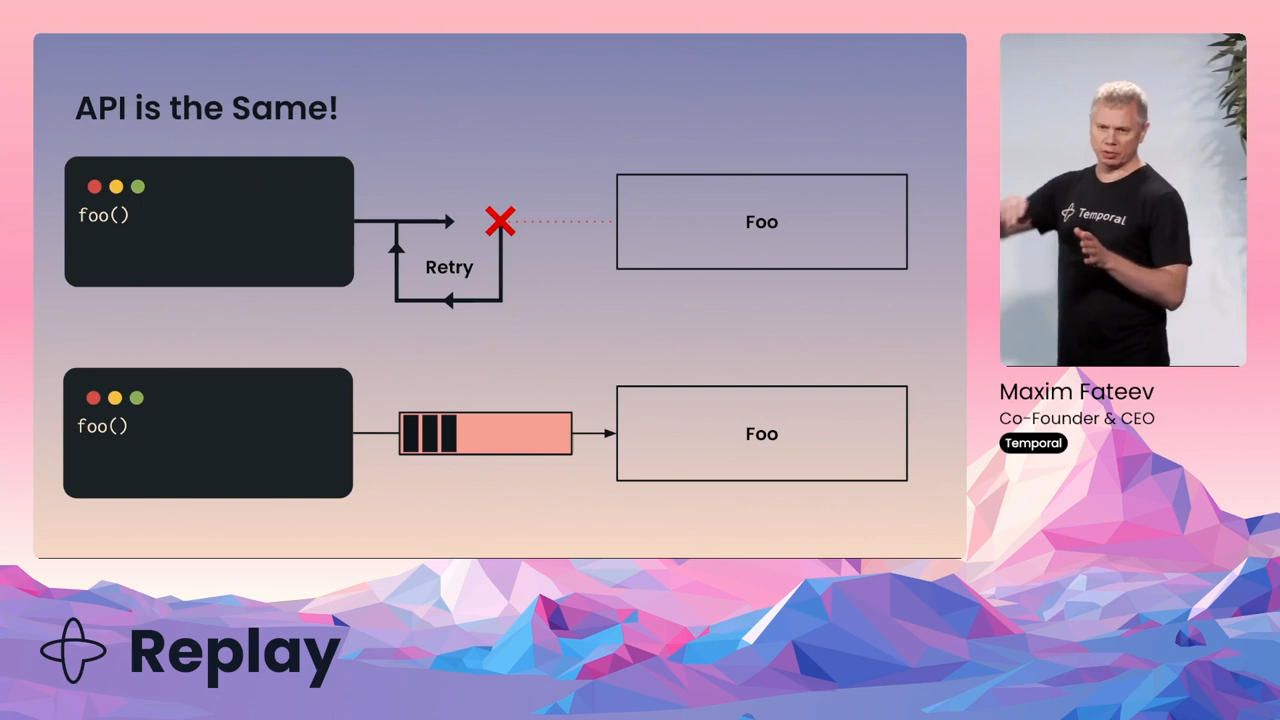 API is the Same!
foo()
Retry
Foo
foo()
Foo
Temporal
Maxim Fateev
Co-Founder & CEO
Temporal
Replay